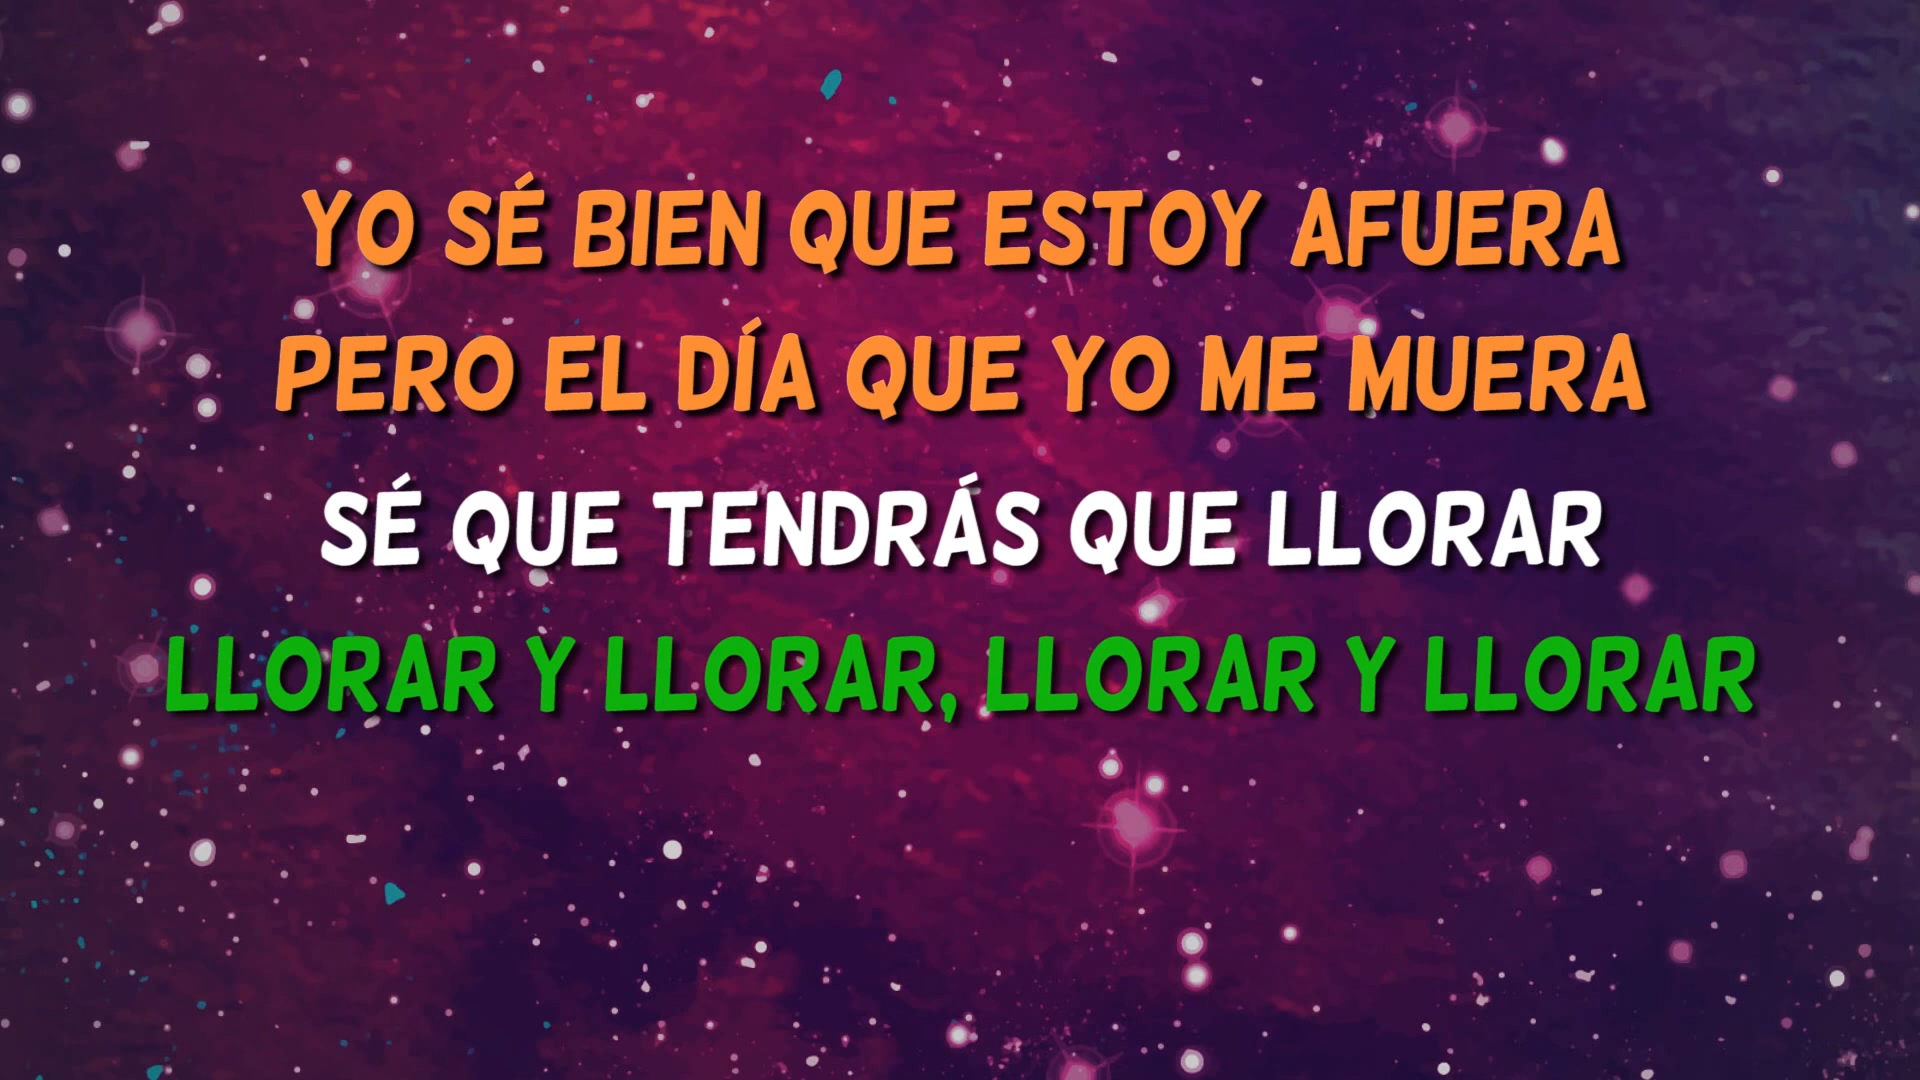 YO SÉ BIEN QUE ESTOY AFUERA
PERO EL DÍA QUE YO ME MUERA
SÉ QUE TENDRÁS QUE LLORAR
LLORAR Y LLORAR, LLORAR Y LLORAR